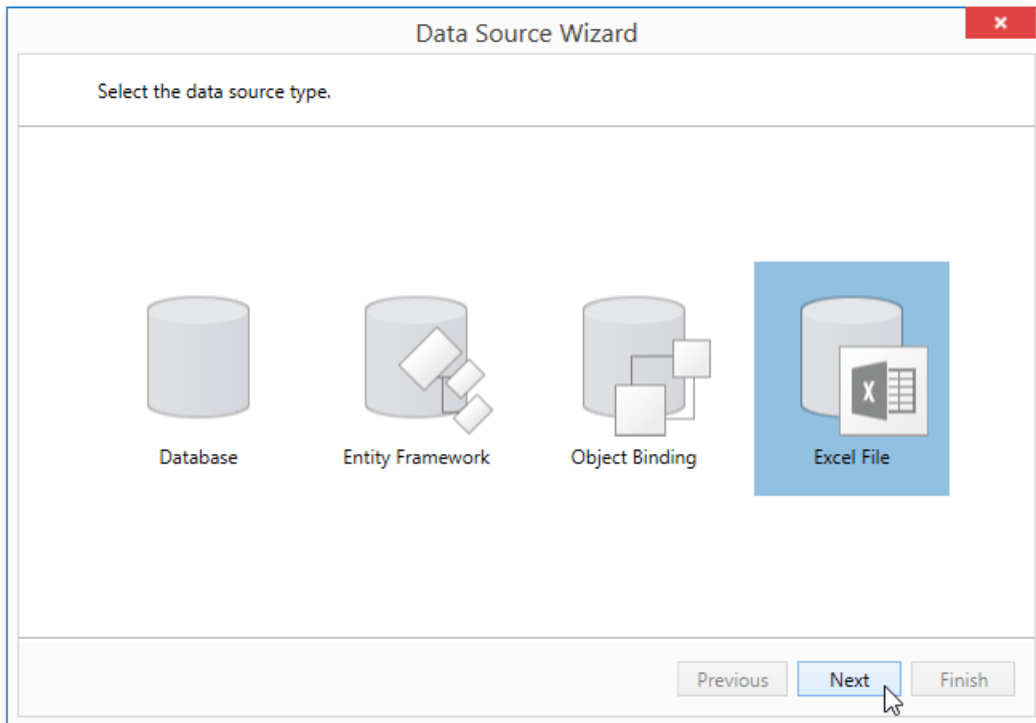 Data Source Wizard
Select the data source type.
Database
Entity Framework
Object Binding
X
Excel File
Previous
Next
Finish